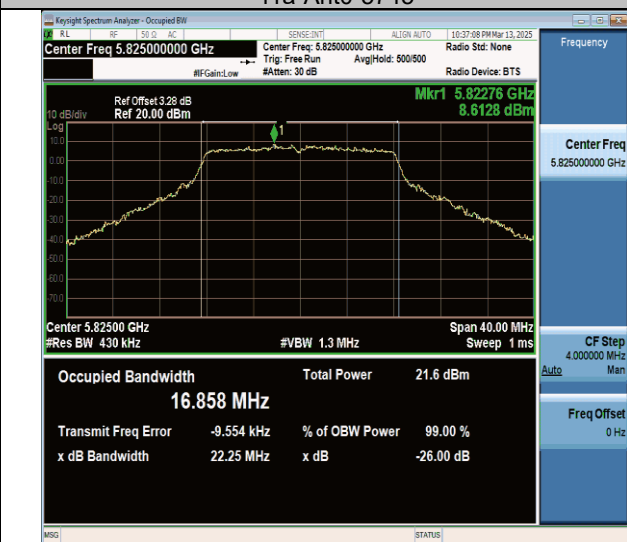 Keysight Spectrum Analyzer - Occupied BW
RL RF 50 Ω AC SENSE:INT ALIGN AUTO 10:37:08 PM Mar 13, 2025
Center Freq 5.825000000 GHz
Center Freq: 5.825000000 GHz
Radio Std: None
Trig: Free Run Avg|Hold: 500/500
#IFGain:Low #Atten: 30 dB Radio Device: BTS
Frequency
Mkr1 5.82276 GHz
8.6128 dBm
Ref Offset 3.28 dB
10 dB/div Ref 20.00 dBm
Log
10.0
0.00
-10.0
-20.0
-30.0
-40.0
-50.0
-60.0
-70.0
1
Center 5.82500 GHz Span 40.00 MHz
#Res BW 430 kHz #VBW 1.3 MHz Sweep 1 ms
Occupied Bandwidth Total Power 21.6 dBm
16.858 MHz
Transmit Freq Error -9.554 kHz % of OBW Power 99.00 %
x dB Bandwidth 22.25 MHz x dB -26.00 dB
Center Freq
5.825000000 GHz
CF Step
4.000000 MHz
Auto Man
Freq Offset
0 Hz
MSG STATUS